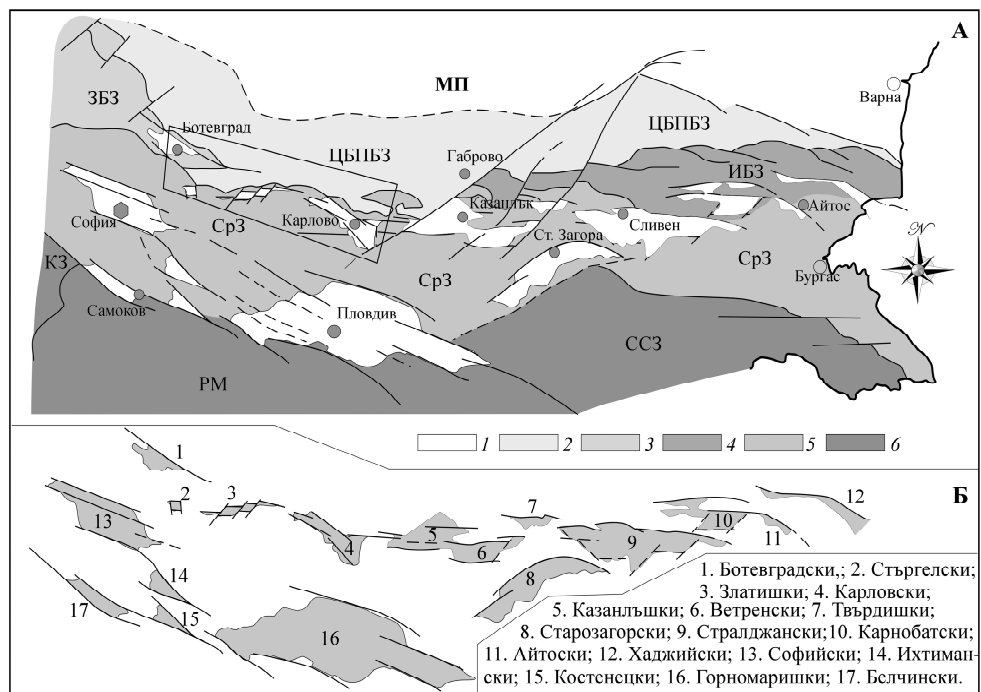 А
МП
Варна
ЗБЗ
Ботевград
ЦБПБЗ
ЦБПБЗ
Габрово
ИБЗ
Казанлък
Айтос
София
СрЗ
Карлово
Сливен
Ст. Загора
N
КЗ
СрЗ
СрЗ
Бургас
Самоков
Пловдив
ССЗ
РМ
1 2 3 4 5 6
Б
1
2 3 7 12
13 4 5 6 9 10 11
8
14
17 15 16
1. Ботевградски,; 2. Стъргелски;
3. Златишки; 4. Карловски;
5. Казанлъшки; 6. Ветренски; 7. Твърдишки;
8. Старозагорски; 9. Стралджански; 10. Карнобатски;
11. Айтоски; 12. Хаджийски; 13. Софийски; 14. Ихтиман-
ски; 15. Костенецки; 16. Горномаришки; 17. Белчински.